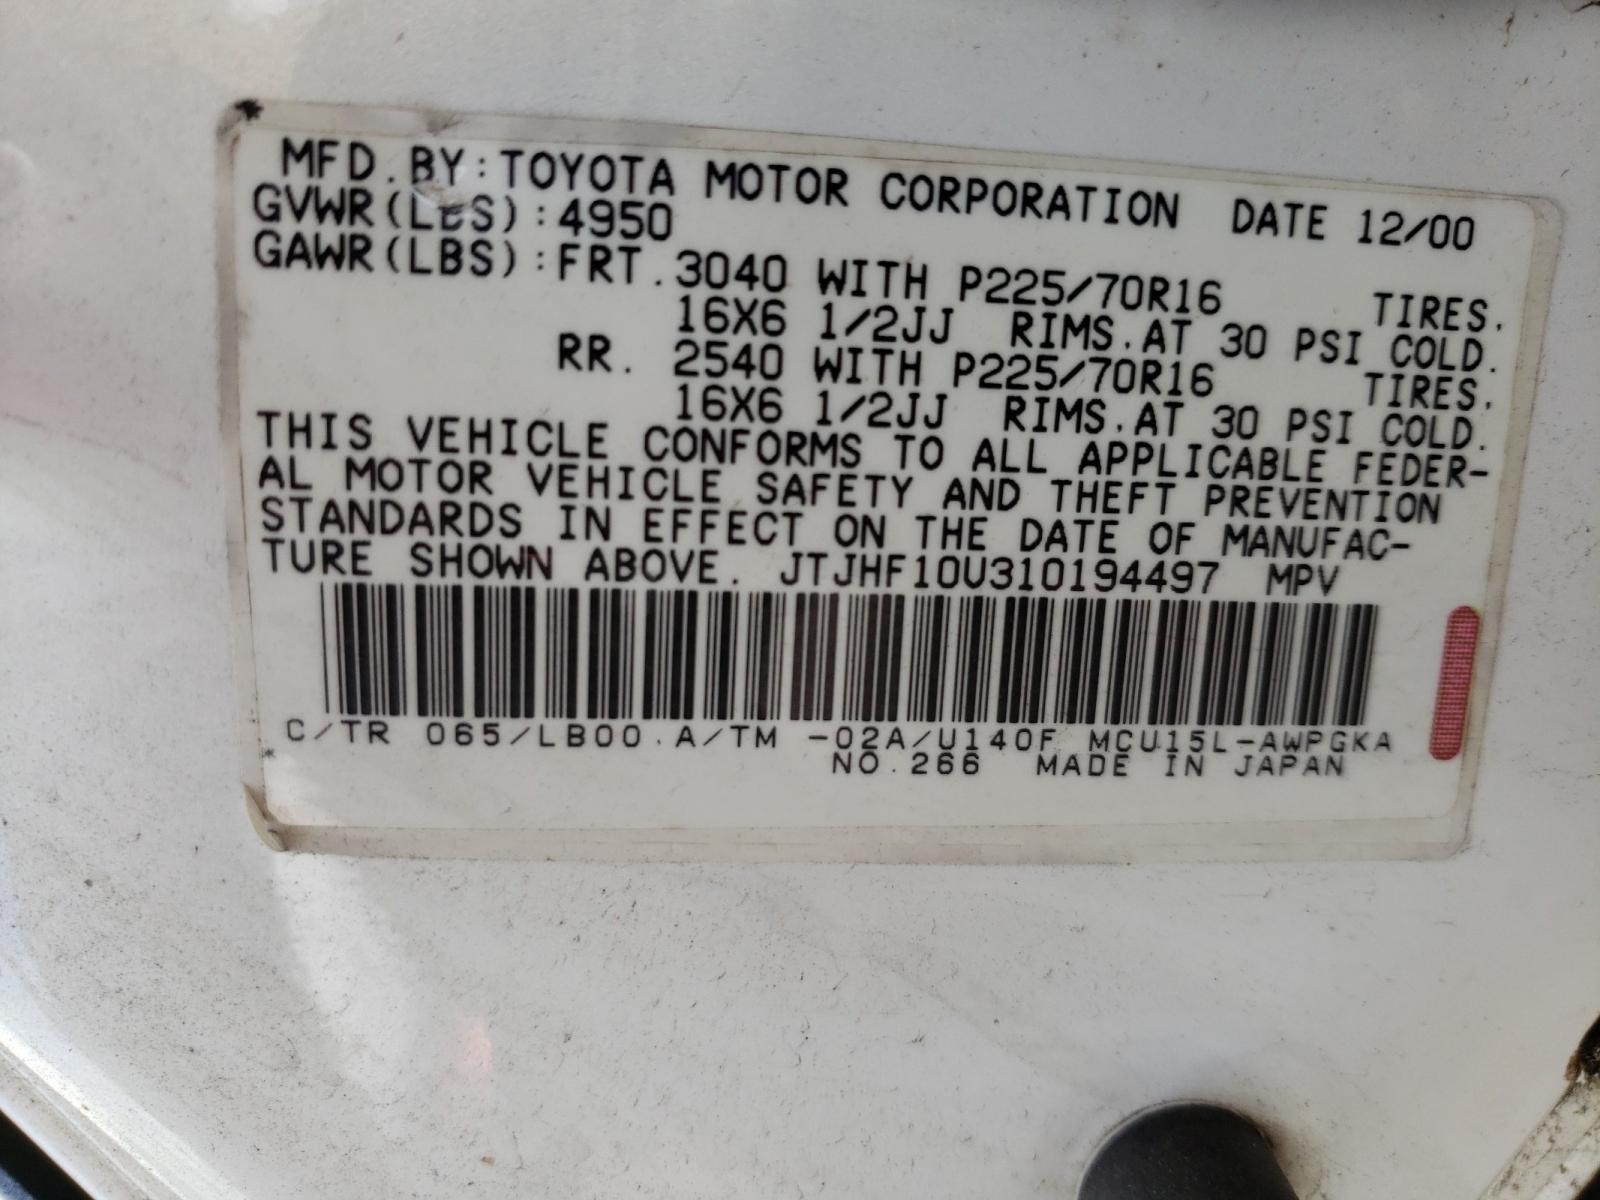 MFD. BY: TOYOTA MOTOR CORPORATION DATE 12/00
GVWR(LBS): 4950
GAWR(LBS): FRT. 3040 WITH P225/70R16 TIRES.
16X6 1/2JJ RIMS. AT 30 PSI COLD.
RR. 2540 WITH P225/70R16 TIRES.
16X6 1/2JJ RIMS. AT 30 PSI COLD.
THIS VEHICLE CONFORMS TO ALL APPLICABLE FEDER-
AL MOTOR VEHICLE SAFETY AND THEFT PREVENTION
STANDARDS IN EFFECT ON THE DATE OF MANUFAC-
TURE SHOWN ABOVE. JTJHF10U310194497 MPV
C/TR 065/LB00. A/TM -02A/U140F MCU15L-AWPGKA
NO. 266 MADE IN JAPAN